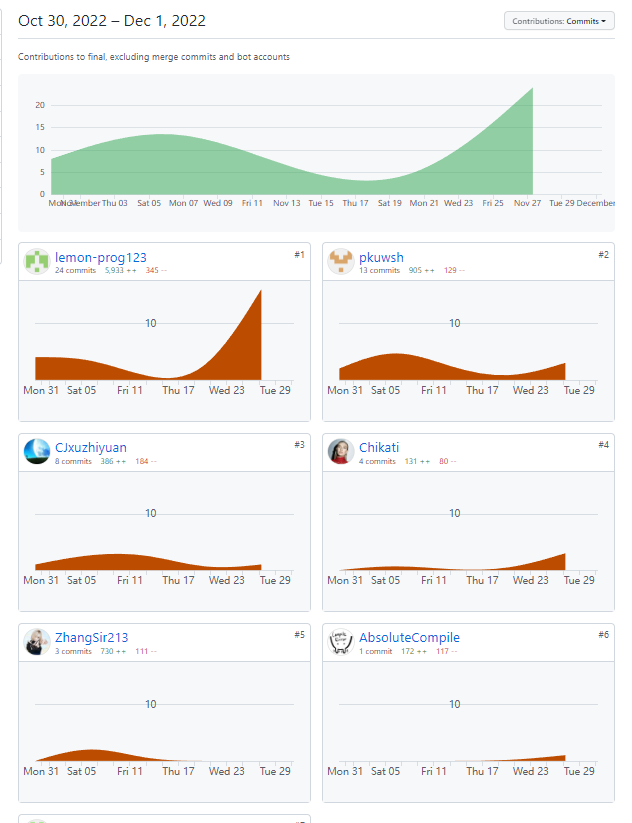 Oct 30, 2022 – Dec 1, 2022
Contributions: Commits
Contributions to final, excluding merge commits and bot accounts
20
15
10
5
0
Thu 03 Sat 05 Mon 07 Wed 09 Fri 11 Nov 13 Tue 15 Thu 17 Sat 19 Mon 21 Wed 23 Fri 25 Nov 27 Tue 29 December
lemon-prog123 #1
24 commits 5,933 ++ 345 --
10
Mon 31 Sat 05 Fri 11 Thu 17 Wed 23 Tue 29
pkuwsh #2
13 commits 905 ++ 129 --
10
Mon 31 Sat 05 Fri 11 Thu 17 Wed 23 Tue 29
CJxuzhiyuan #3
8 commits 386 ++ 184 --
10
Mon 31 Sat 05 Fri 11 Thu 17 Wed 23 Tue 29
Chikati #4
4 commits 131 ++ 80 --
10
Mon 31 Sat 05 Fri 11 Thu 17 Wed 23 Tue 29
ZhangSir213 #5
3 commits 730 ++ 111 --
10
Mon 31 Sat 05 Fri 11 Thu 17 Wed 23 Tue 29
AbsoluteCompile #6
1 commit 172 ++ 117 --
10
Mon 31 Sat 05 Fri 11 Thu 17 Wed 23 Tue 29